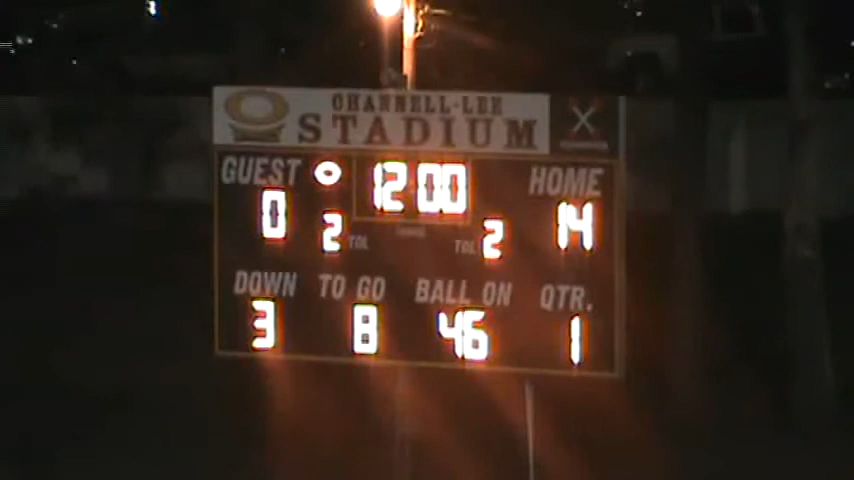 CHANNELL-LEE
STADIUM
GUEST 12:00 HOME
0 2 TOL TOL 2 14
DOWN TO GO BALL ON QTR.
3 8 46 1